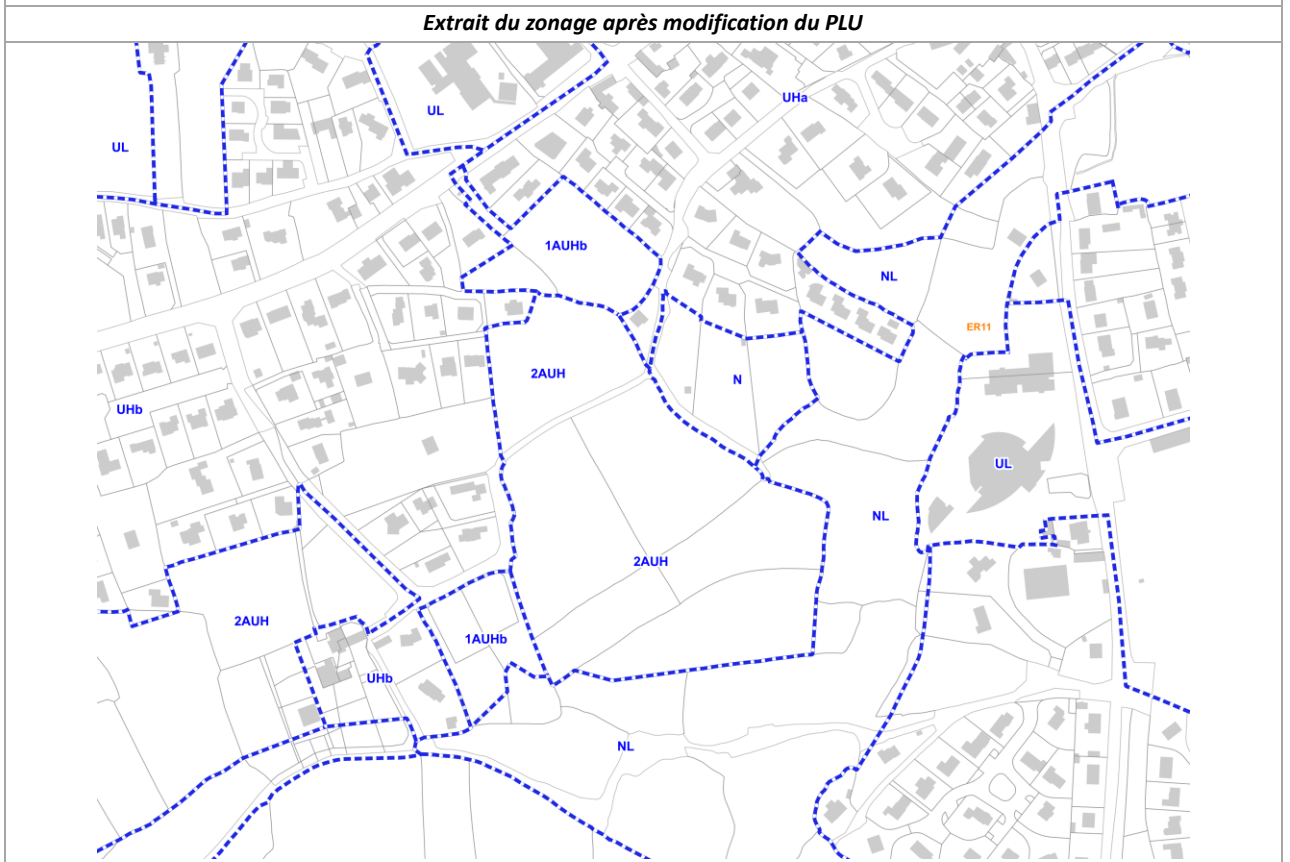 Extrait du zonage après modification du PLU
UHa
UL
UL
1AUHb
NL
ER11
2AUH
N
UHb
UL
NL
2AUH
2AUH
1AUHb
UHb
NL